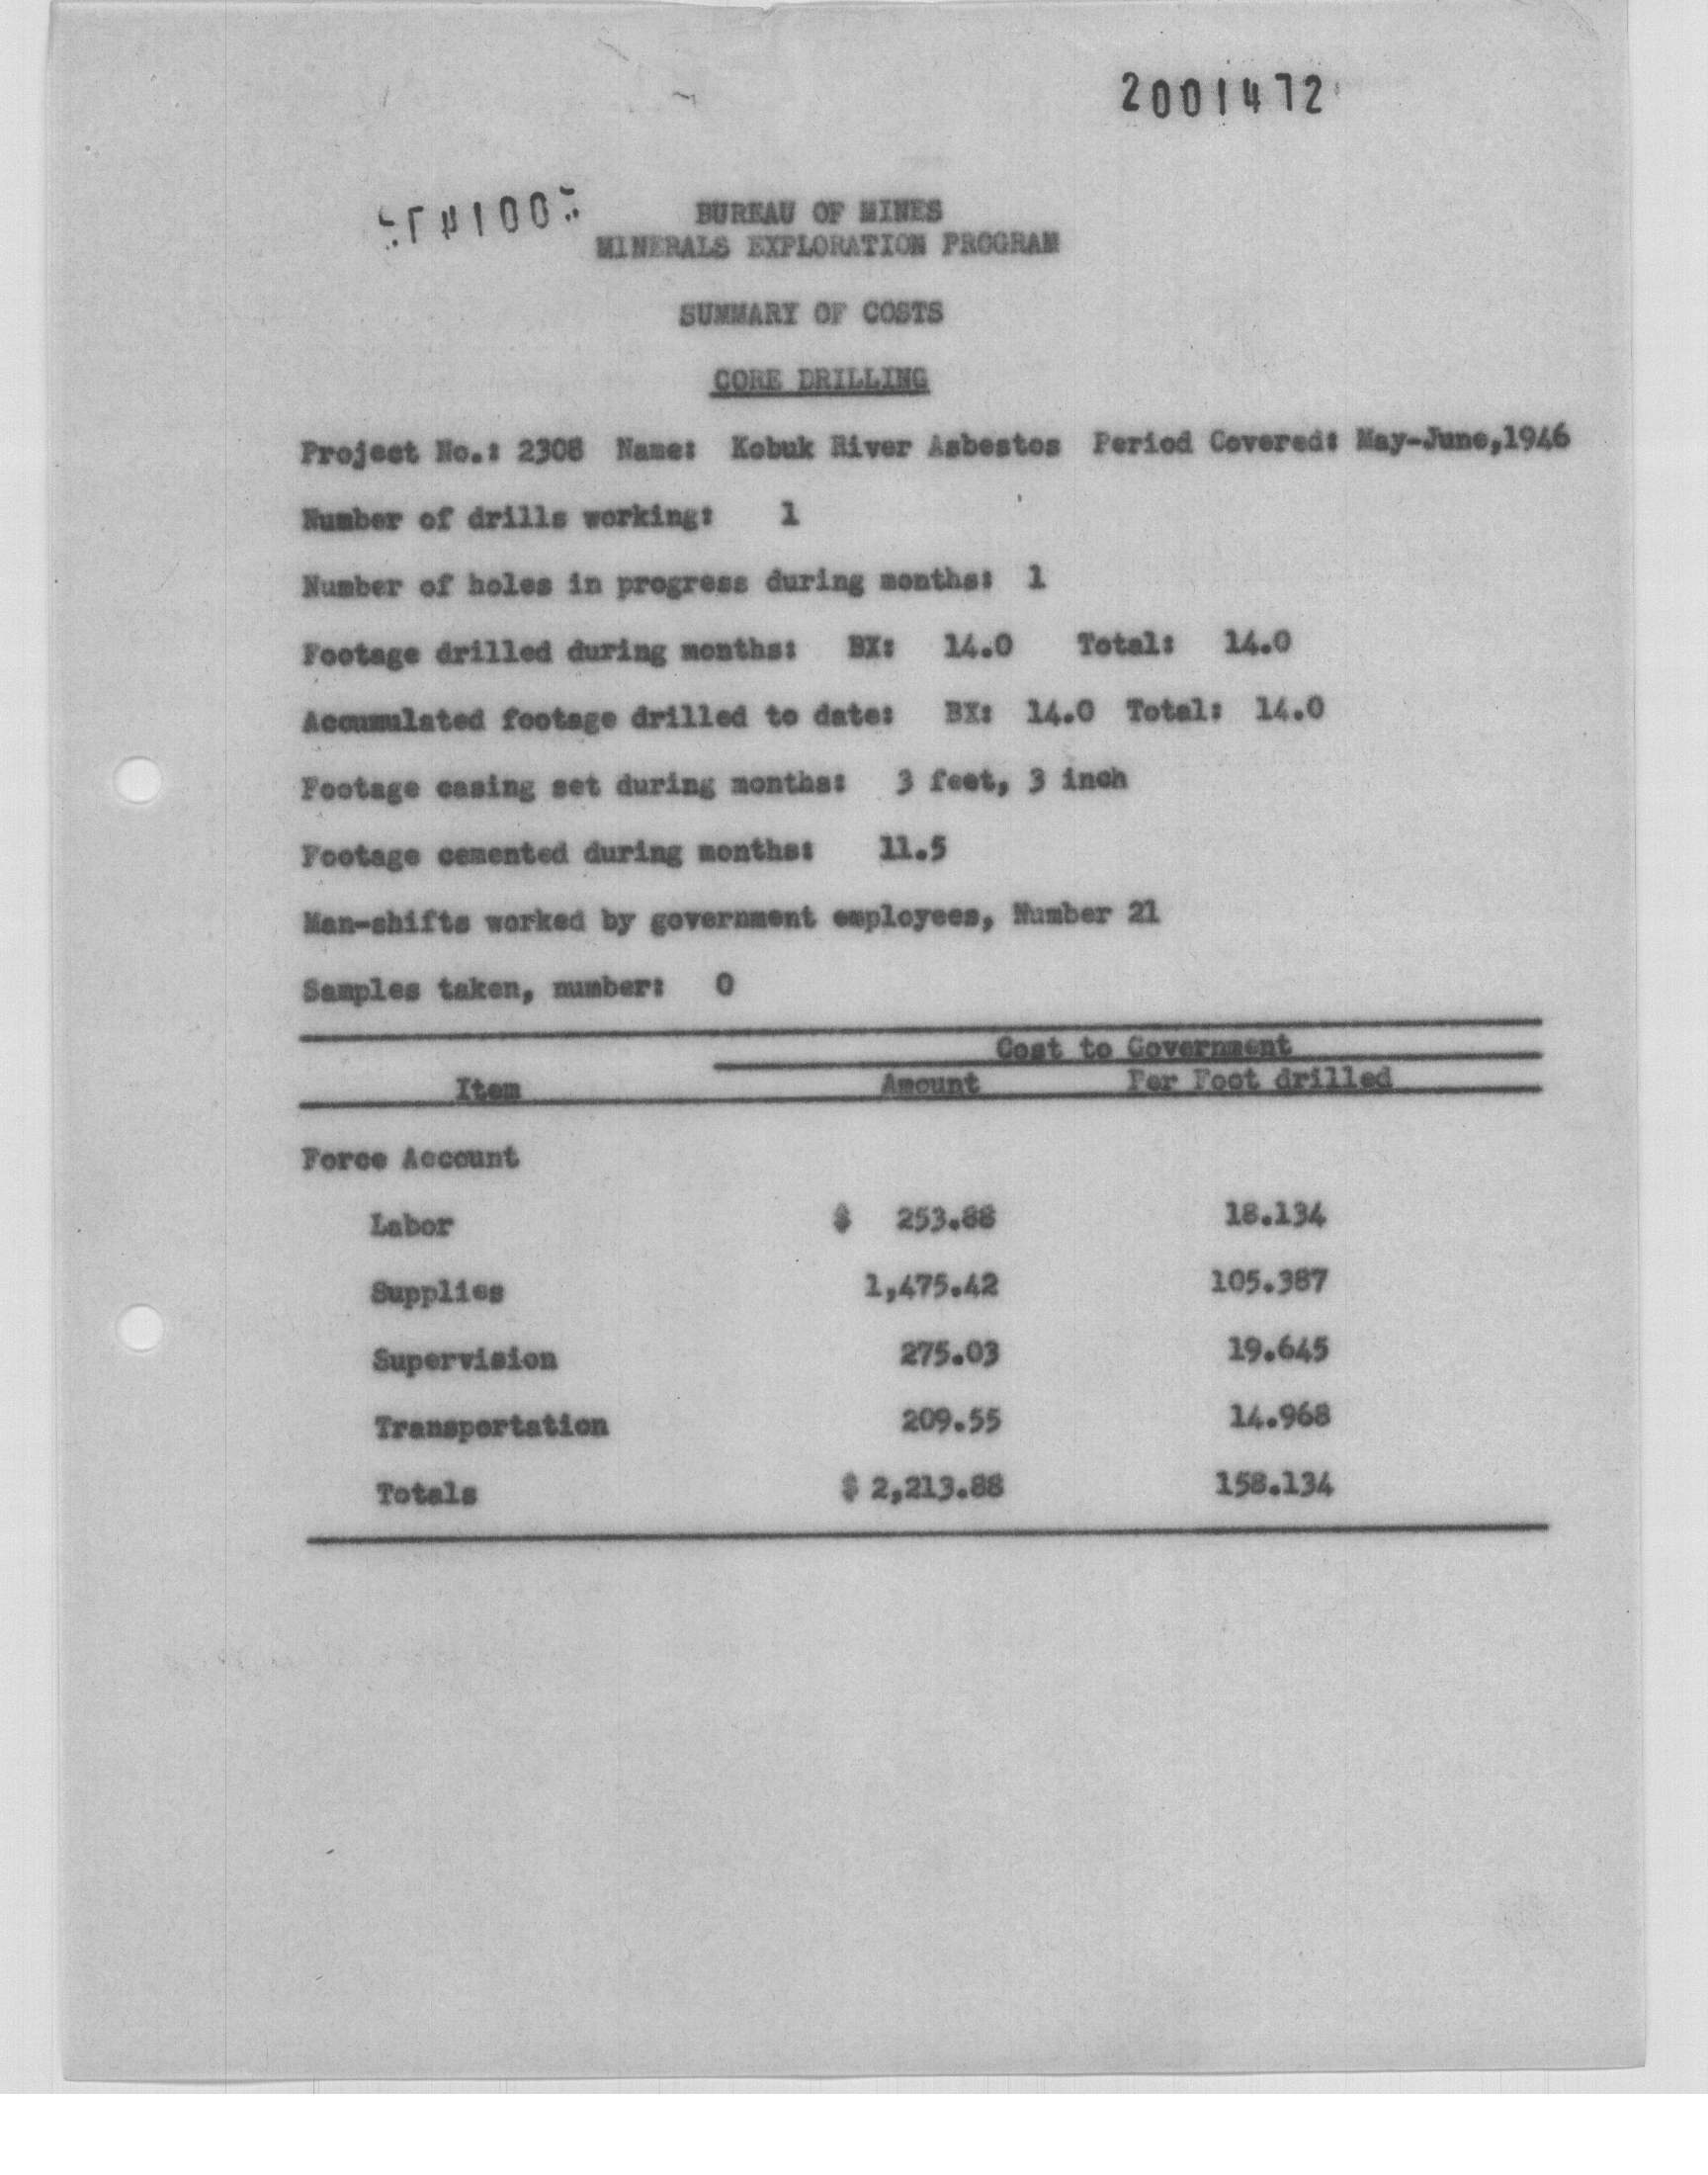 2001472
BUREAU OF MINES
MINERALS EXPLORATION PROGRAM
SUMMARY OF COSTS
CORE DRILLING
Project No.: 2308 Name: Kobuk River Asbestos Period Covered: May-June,1946
Number of drills working: 1
Number of holes in progress during months: 1
Footage drilled during months: BX: 14.0 Total: 14.0
Accumulated footage drilled to date: BX: 14.0 Total: 14.0
Footage casing set during months: 3 feet, 3 inch
Footage cemented during months: 11.5
Man-shifts worked by government employees, Number 21
Samples taken, number: 0
Cost to Government
Item Amount Per Foot drilled
Force Account
Labor $ 253.88 18.134
Supplies 1,475.42 105.387
Supervision 275.03 19.645
Transportation 209.55 14.968
Totals $ 2,213.88 158.134